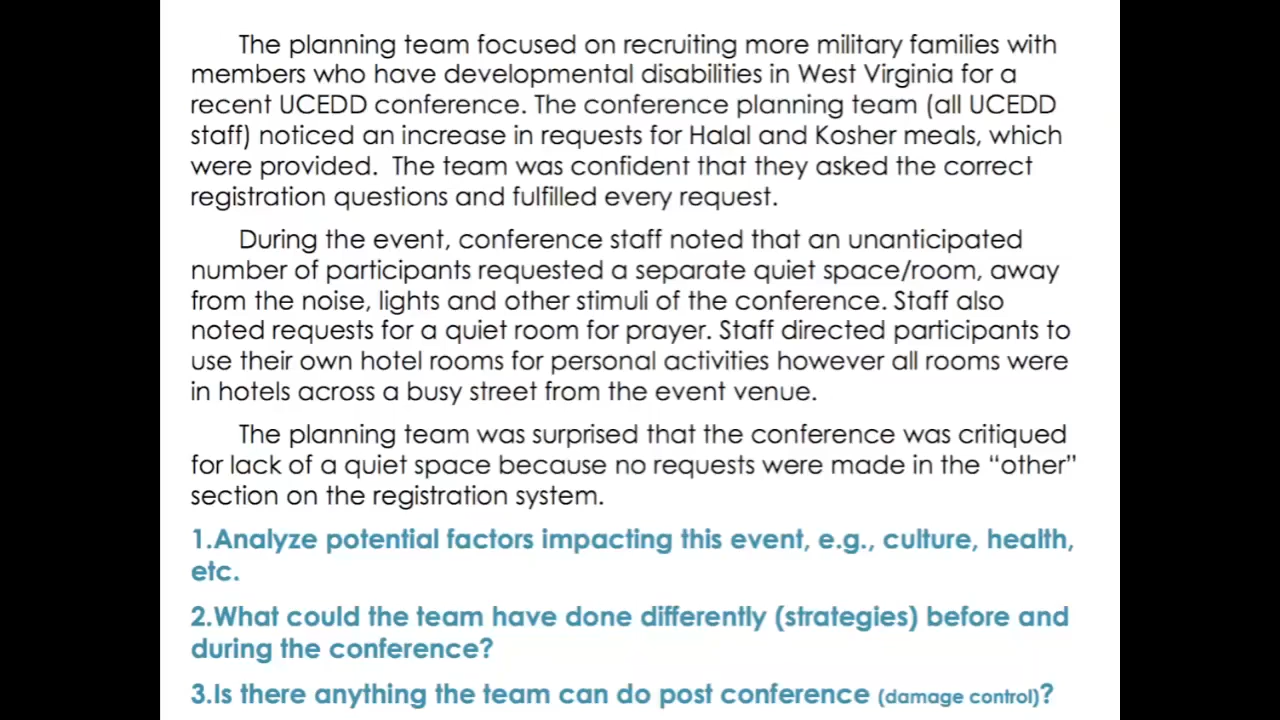 The planning team focused on recruiting more military families with
members who have developmental disabilities in West Virginia for a
recent UCEDD conference. The conference planning team (all UCEDD
staff) noticed an increase in requests for Halal and Kosher meals, which
were provided.  The team was confident that they asked the correct
registration questions and fulfilled every request.
During the event, conference staff noted that an unanticipated
number of participants requested a separate quiet space/room, away
from the noise, lights and other stimuli of the conference. Staff also
noted requests for a quiet room for prayer. Staff directed participants to
use their own hotel rooms for personal activities however all rooms were
in hotels across a busy street from the event venue.
The planning team was surprised that the conference was critiqued
for lack of a quiet space because no requests were made in the “other”
section on the registration system.
1.Analyze potential factors impacting this event, e.g., culture, health,
etc.
2.What could the team have done differently (strategies) before and
during the conference?
3.Is there anything the team can do post conference (damage control)?